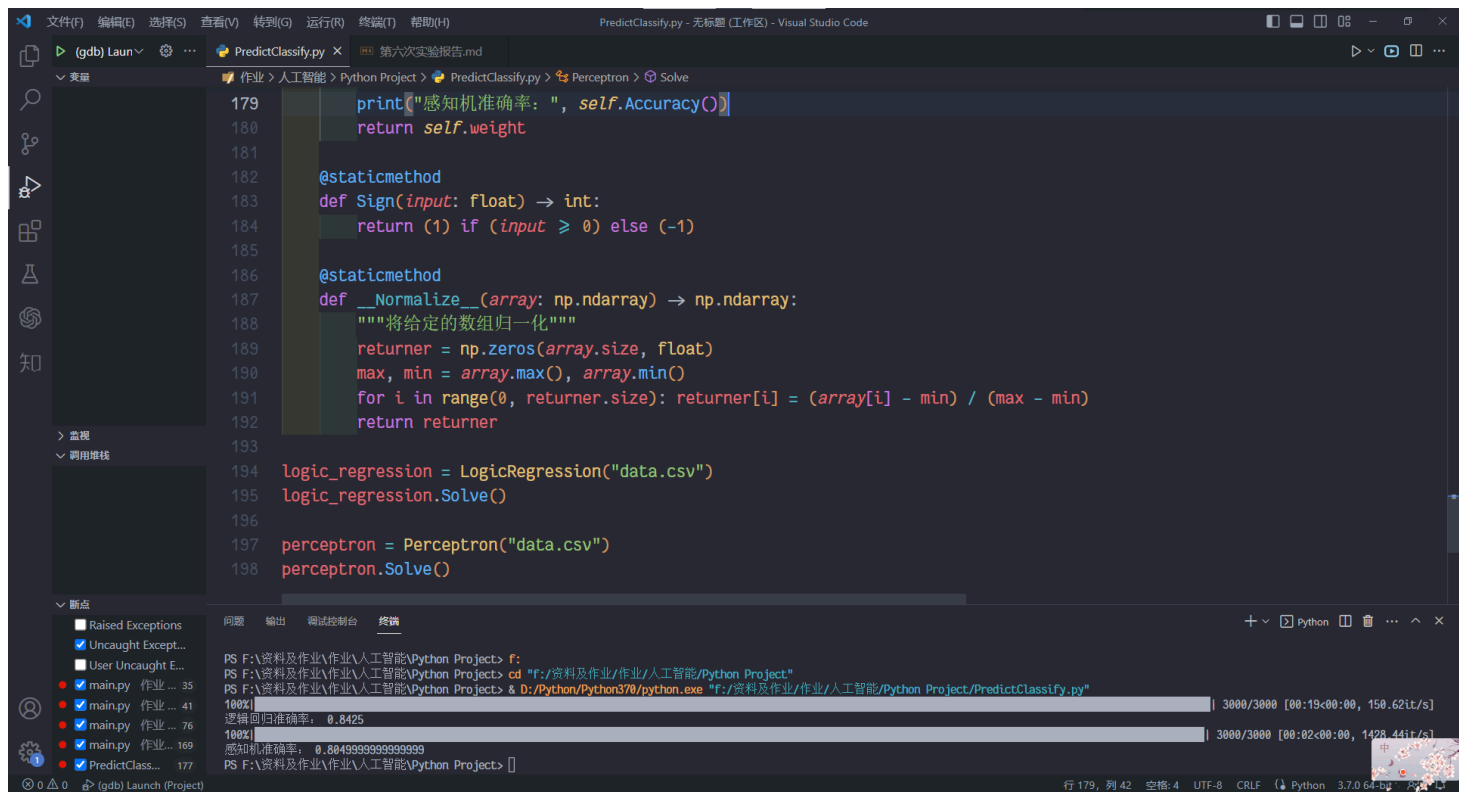 文件(F) 编辑(E) 选择(S) 查看(V) 转到(G) 运行(R) 终端(T) 帮助(H) PredictClassify.py - 无标题 (工作区) - Visual Studio Code
(gdb) Laun PredictClassify.py 第六次实验报告.md
变量
作业 > 人工智能 > Python Project > PredictClassify.py > Perceptron > Solve
179 print("感知机准确率: ", self.Accuracy())
180 return self.weight
181
182 @staticmethod
183 def Sign(input: float) → int:
184 return (1) if (input ⩾ 0) else (-1)
185
186 @staticmethod
187 def __Normalize__(array: np.ndarray) → np.ndarray:
188 """将给定的数组归一化"""
189 returner = np.zeros(array.size, float)
190 max, min = array.max(), array.min()
191 for i in range(0, returner.size): returner[i] = (array[i] - min) / (max - min)
192 return returner
193
194 logic_regression = LogicRegression("data.csv")
195 logic_regression.Solve()
196
197 perceptron = Perceptron("data.csv")
198 perceptron.Solve()
知
监视
调用堆栈
断点
Raised Exceptions
Uncaught Except...
User Uncaught E...
main.py 作业 ... 35
main.py 作业 ... 41
main.py 作业 ... 76
main.py 作业... 169
PredictClass... 177
问题 输出 调试控制台 终端 Python
PS F:\资料及作业\作业\人工智能\Python Project> f:
PS F:\资料及作业\作业\人工智能\Python Project> cd "f:/资料及作业/作业/人工智能/Python Project"
PS F:\资料及作业\作业\人工智能\Python Project> & D:/Python/Python370/python.exe "f:/资料及作业/作业/人工智能/Python Project/PredictClassify.py"
100%| | 3000/3000 [00:19<00:00, 150.62it/s]
逻辑回归准确率: 0.8425
100%| | 3000/3000 [00:02<00:00, 1428.44it/s]
感知机准确率: 0.8049999999999999
PS F:\资料及作业\作业\人工智能\Python Project>
中
1
0 0 (gdb) Launch (Project) 行 179, 列 42 空格: 4 UTF-8 CRLF Python 3.7.0 64-bit